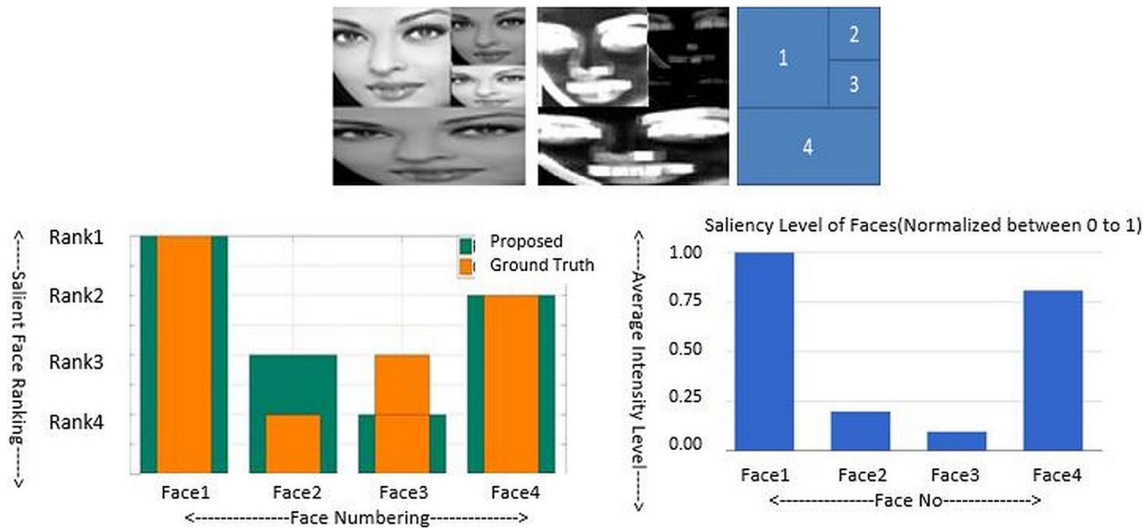 1
2
3
4
<----Salient Face Ranking---->
Rank1
Rank2
Rank3
Rank4
Proposed
Ground Truth
Face1 Face2 Face3 Face4
<---------------Face Numbering------------>
Saliency Level of Faces(Normalized between 0 to 1)
<----Average Intensity Level---->
1.00
0.75
0.50
0.25
0.00
Face1 Face2 Face3 Face4
<---------------Face No------------->